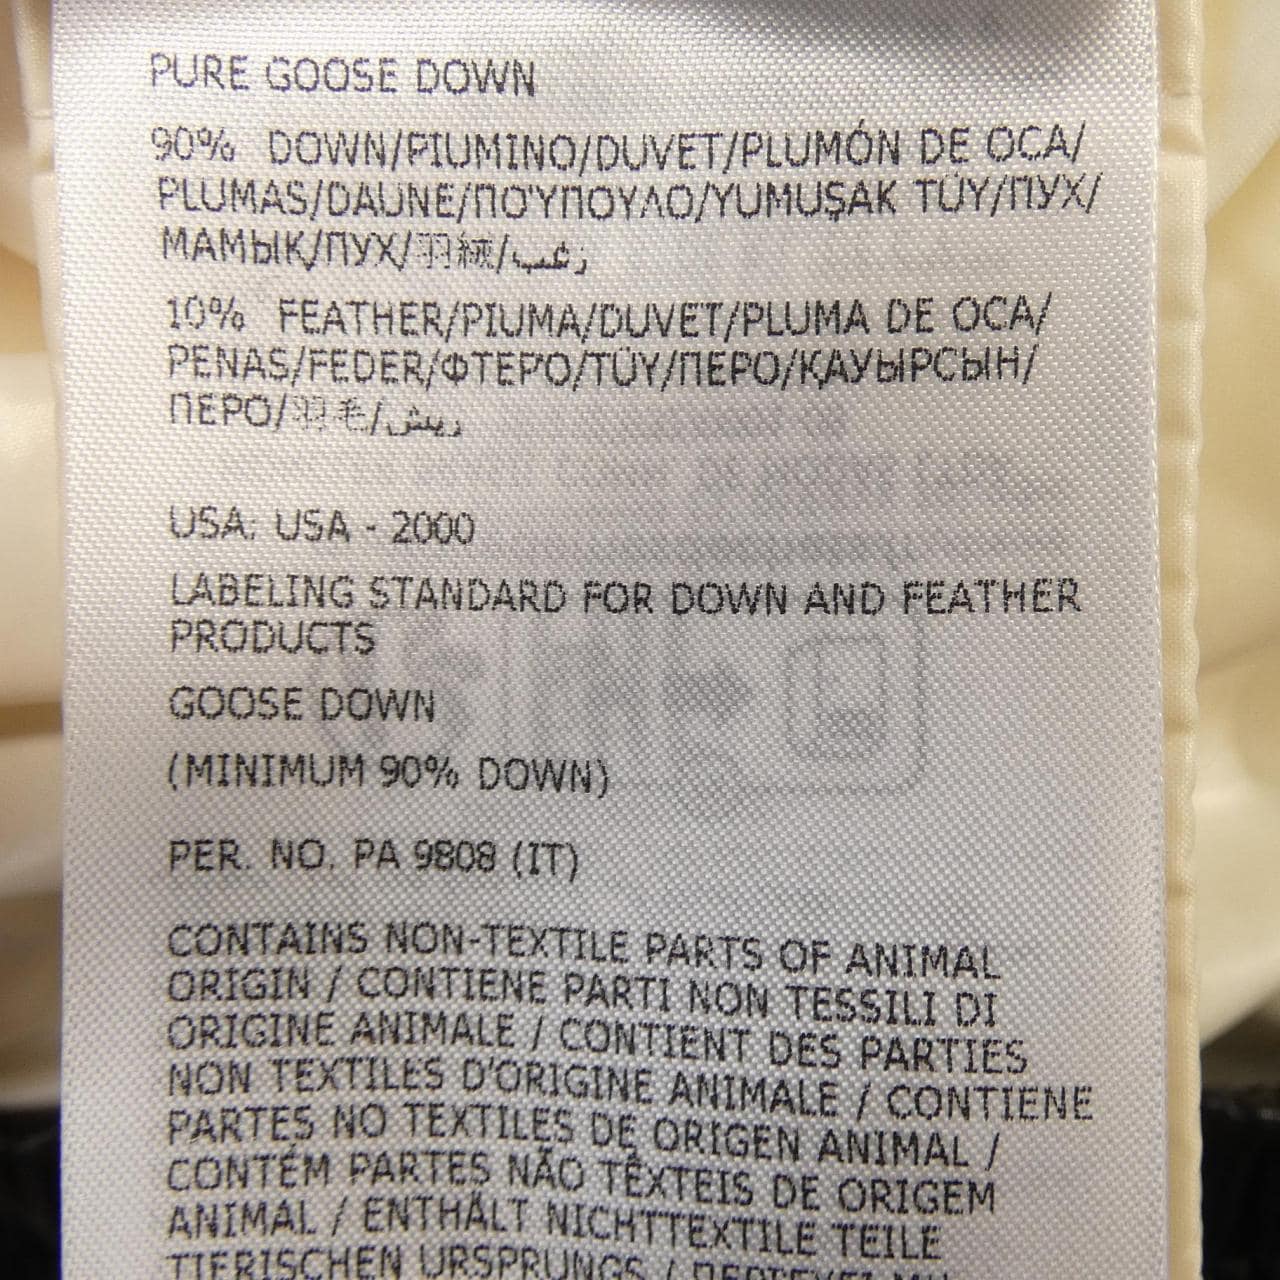 PURE GOOSE DOWN
90% DOWN/PIUMINO/DUVET/PLUMÓN DE OCA/
PLUMAS/DAUNE/ΠΟΎΠΟΥΛΟ/YUMUŞAK TÜY/ПУХ/
МАМЫК/ПУХ/羽绒/زغب
10% FEATHER/PIUMA/DUVET/PLUMA DE OCA/
PENAS/FEDER/ΦΤΕΡΌ/TÜY/ПЕРО/ҚАУЫРСЫН/
ПЕРО/羽毛/ريش
USA: USA - 2000
LABELING STANDARD FOR DOWN AND FEATHER
PRODUCTS
GOOSE DOWN
(MINIMUM 90% DOWN)
PER. NO. PA 9808 (IT)
CONTAINS NON-TEXTILE PARTS OF ANIMAL
ORIGIN / CONTIENE PARTI NON TESSILI DI
ORIGINE ANIMALE / CONTIENT DES PARTIES
NON TEXTILES D'ORIGINE ANIMALE / CONTIENE
PARTES NO TEXTILES DE ORIGEN ANIMAL /
CONTÉM PARTES NÃO TÊXTEIS DE ORIGEM
ANIMAL / ENTHÄLT NICHTTEXTILE TEILE
TIERISCHEN URSPRUNGS /